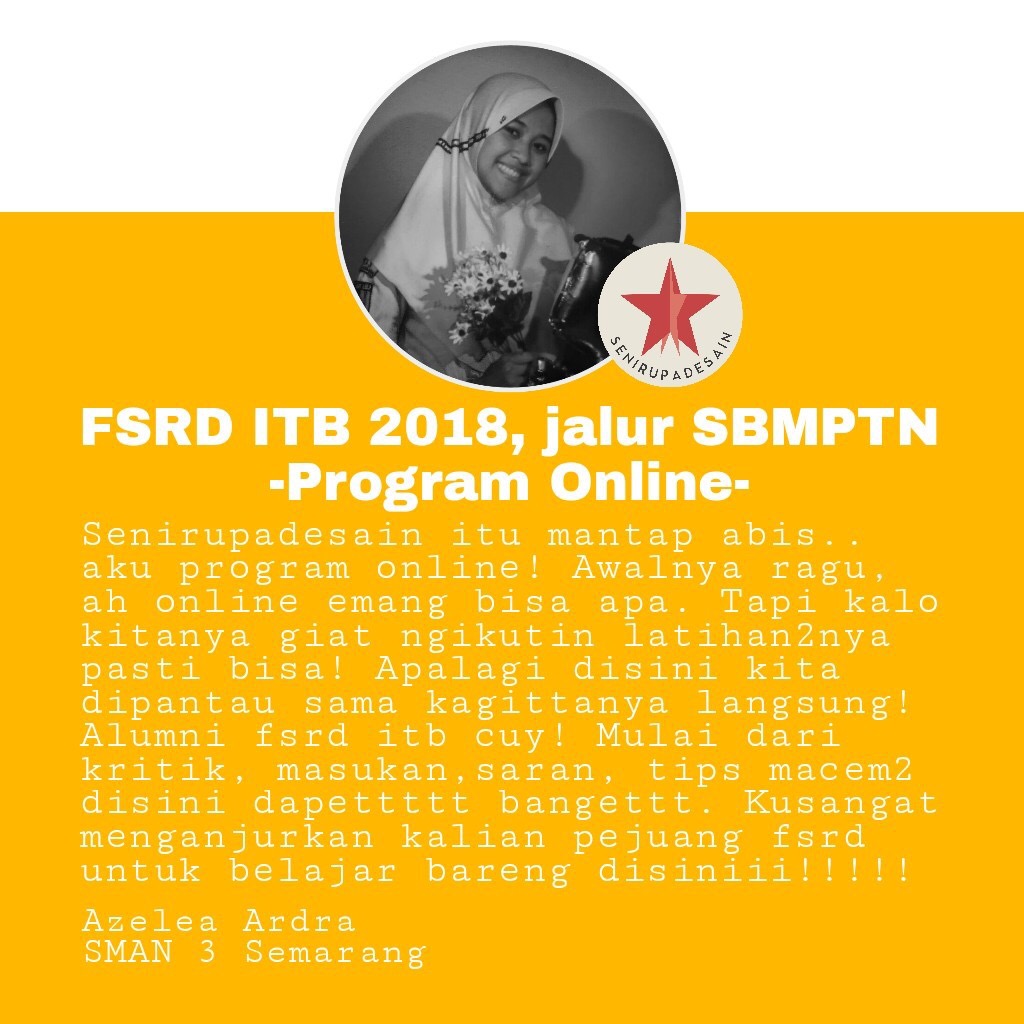 SENIRUPADESAIN
FSRD ITB 2018, jalur SBMPTN
-Program Online-
Senirupadesain itu mantap abis..
aku program online! Awalnya ragu,
ah online emang bisa apa. Tapi kalo
kitanya giat ngikutin latihan2nya
pasti bisa! Apalagi disini kita
dipantau sama kagittanya langsung!
Alumni fsrd itb cuy! Mulai dari
kritik, masukan,saran, tips macem2
disini dapettttt bangettt. Kusangat
menganjurkan kalian pejuang fsrd
untuk belajar bareng disiniii!!!!!
Azelea Ardra
SMAN 3 Semarang